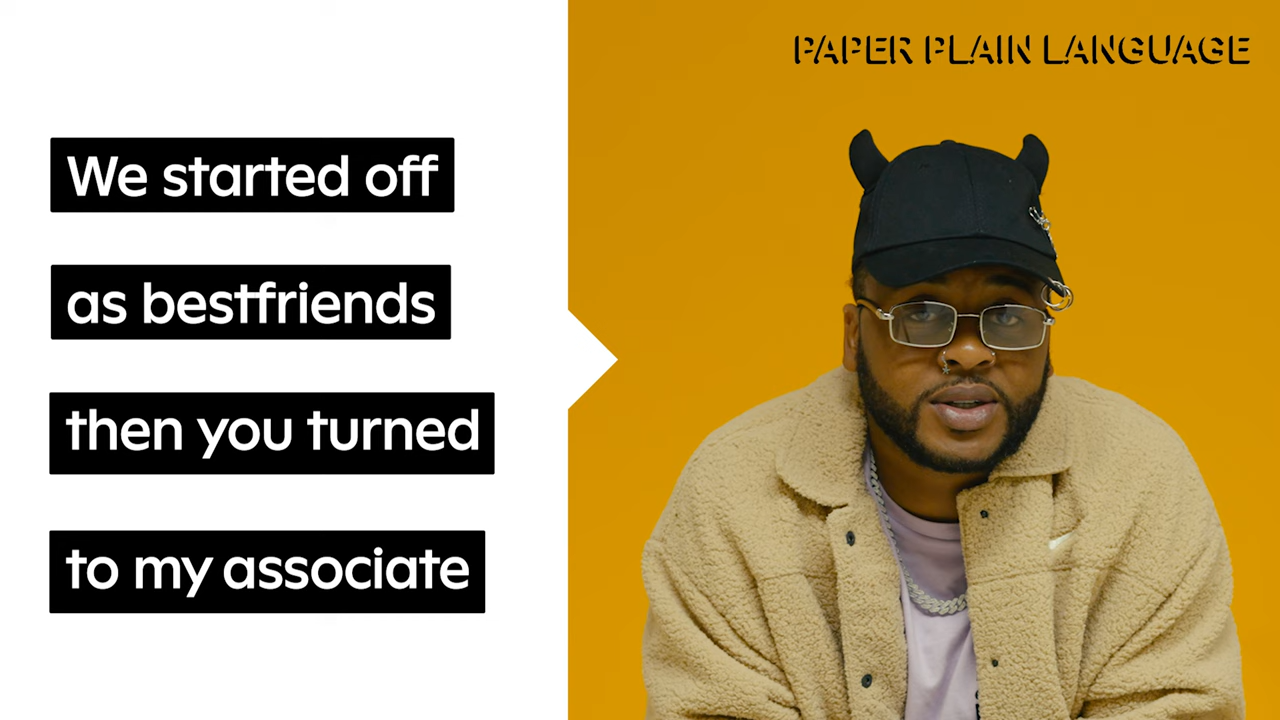 PAPER PLAIN LANGUAGE
We started off
as bestfriends
then you turned
to my associate